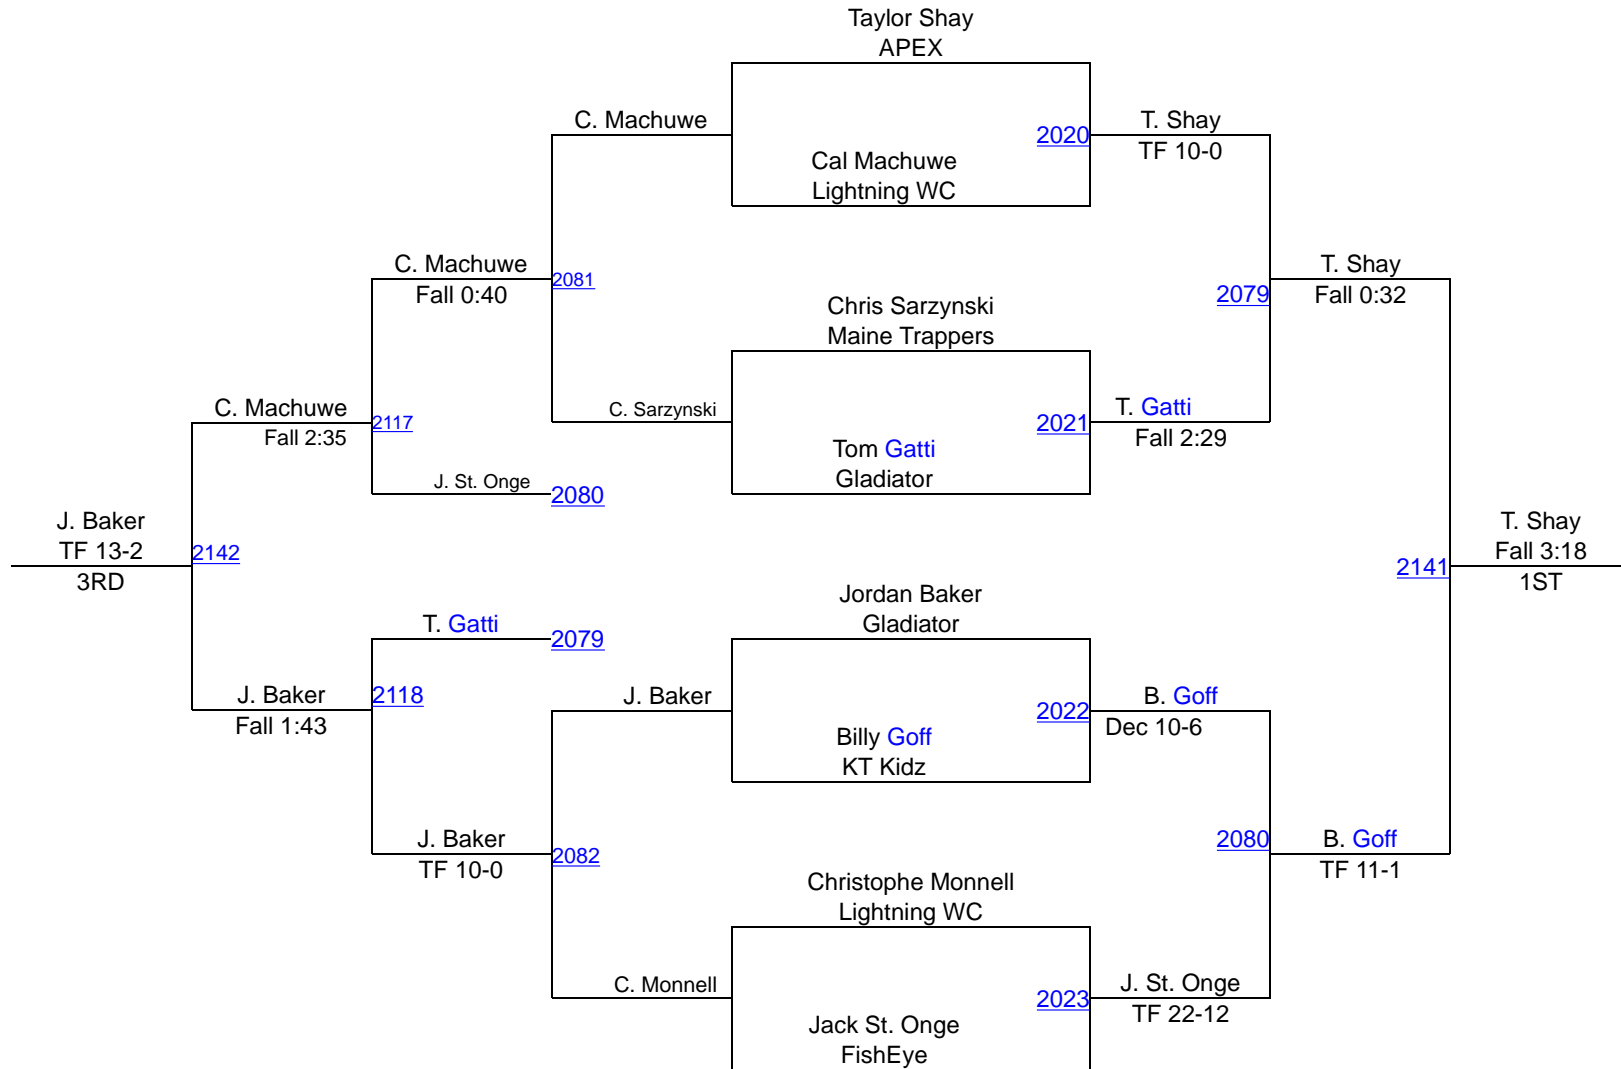 Taylor Shay
APEX
C. Machuwe
2020
T. Shay
TF 10-0
Cal Machuwe
Lightning WC
C. Machuwe
Fall 0:40
2081
2079
T. Shay
Fall 0:32
Chris Sarzynski
Maine Trappers
C. Machuwe
Fall 2:35
2117
C. Sarzynski
2021
T. Gatti
Fall 2:29
Tom Gatti
Gladiator
J. St. Onge
2080
J. Baker
TF 13-2
3RD
2142
2141
T. Shay
Fall 3:18
1ST
Jordan Baker
Gladiator
T. Gatti
2079
J. Baker
Fall 1:43
2118
J. Baker
2022
B. Goff
Dec 10-6
Billy Goff
KT Kidz
J. Baker
TF 10-0
2082
2080
B. Goff
TF 11-1
Christophe Monnell
Lightning WC
C. Monnell
2023
J. St. Onge
TF 22-12
Jack St. Onge
FishEye